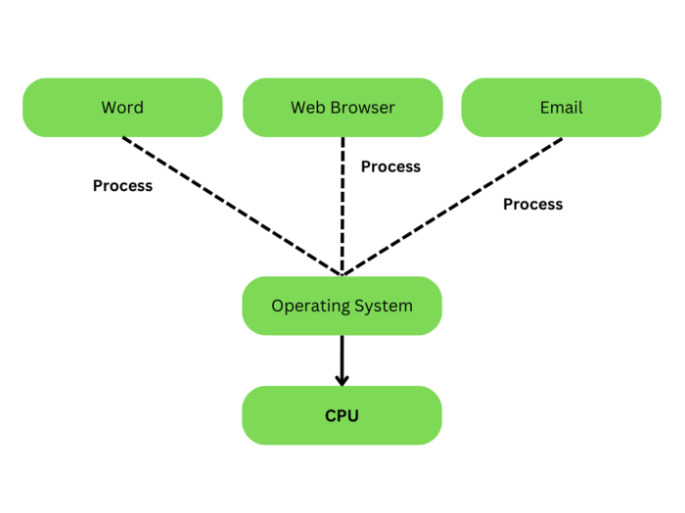 Word
Web Browser
Email
Process
Process
Process
Operating System
CPU